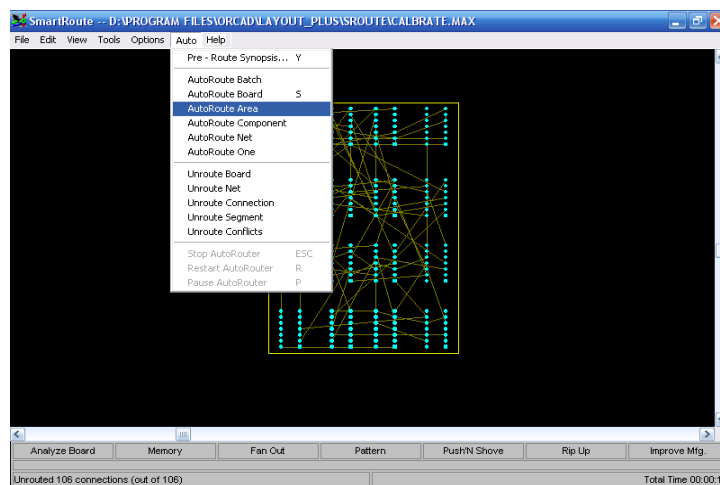 SmartRoute -- D:\PROGRAM FILES\ORCAD\LAYOUT_PLUS\SROUTE\CALBRATE.MAX
File Edit View Tools Options Auto Help
Pre - Route Synopsis... Y
AutoRoute Batch
AutoRoute Board S
AutoRoute Area
AutoRoute Component
AutoRoute Net
AutoRoute One
Unroute Board
Unroute Net
Unroute Connection
Unroute Segment
Unroute Conflicts
Stop AutoRouter ESC
Restart AutoRouter R
Pause AutoRouter P
Analyze Board Memory Fan Out Pattern Push'N Shove Rip Up Improve Mfg.
Unrouted 106 connections (out of 106) Total Time 00:00: